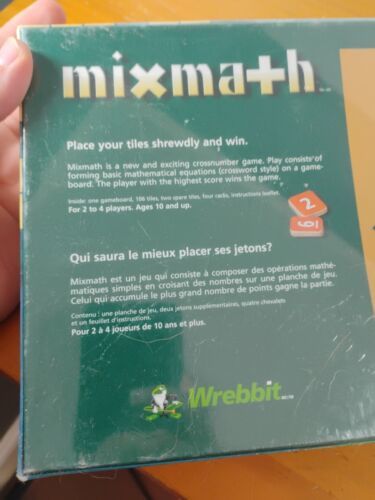 mixmath
Place your tiles shrewdly and win.
Mixmath is a new and exciting crossnumber game. Play consists of
forming basic mathematical equations (crossword style) on a game-
board. The player with the highest score wins the game.
Inside: one gameboard, 106 tiles, two spare tiles, four racks, instructions leaflet.
For 2 to 4 players. Ages 10 and up.
2
9
Qui saura le mieux placer ses jetons?
Mixmath est un jeu qui consiste à composer des opérations mathé-
matiques simples en croisant des nombres sur une planche de jeu.
Celui qui accumule le plus grand nombre de points gagne la partie.
Contenu : une planche de jeu, deux jetons supplémentaires, quatre chevalets
et un feuillet d'instructions.
Pour 2 à 4 joueurs de 10 ans et plus.
Wrebbit